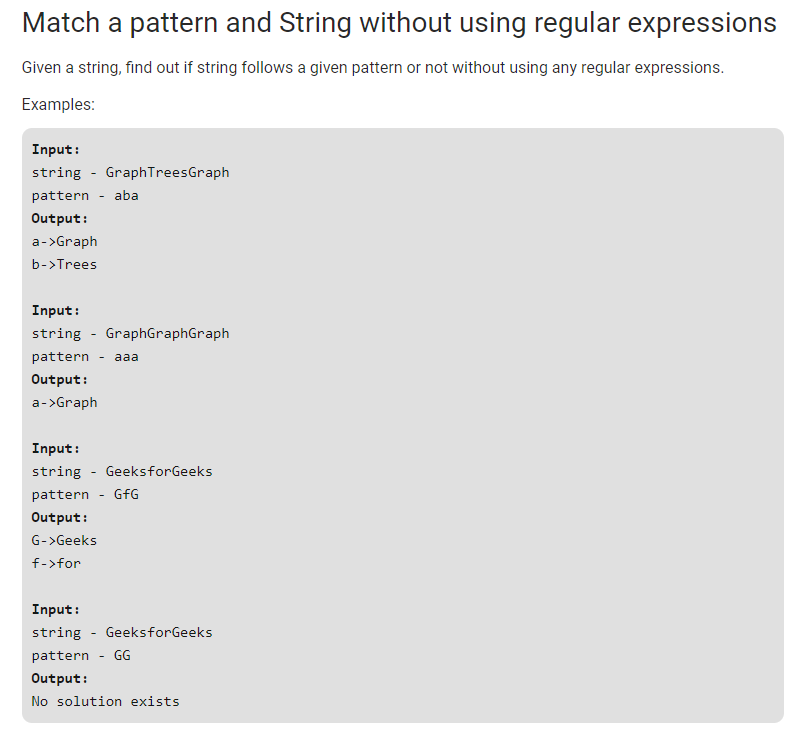 Match a pattern and String without using regular expressions
Given a string, find out if string follows a given pattern or not without using any regular expressions.
Examples:
Input:
string - GraphTreesGraph
pattern - aba
Output:
a->Graph
b->Trees
Input:
string - GraphGraphGraph
pattern - aaa
Output:
a->Graph
Input:
string - GeeksforGeeks
pattern - GfG
Output:
G->Geeks
f->for
Input:
string - GeeksforGeeks
pattern - GG
Output:
No solution exists